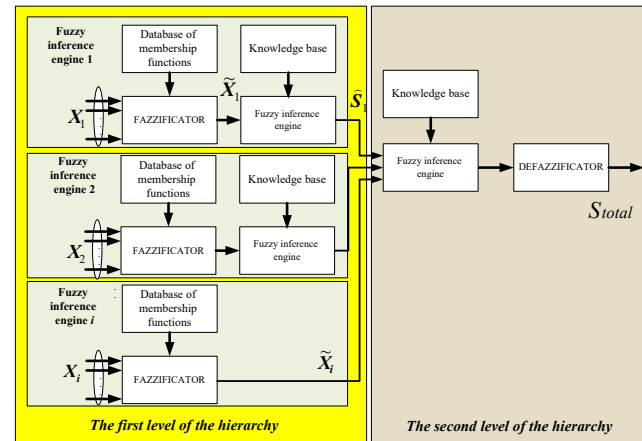 Fuzzy
inference
engine 1
Database of
membership
functions
Knowledge base
X̃1
Ŝ1
X1
FAZZIFICATOR
Fuzzy inference
engine
Fuzzy
inference
engine 2
Database of
membership
functions
Knowledge base
X2
FAZZIFICATOR
Fuzzy inference
engine
Fuzzy
inference
engine i
Database of
membership
functions
Xi
FAZZIFICATOR
X̃i
The first level of the hierarchy
Knowledge base
Fuzzy inference
engine
DEFAZZIFICATOR
Stotal
The second level of the hierarchy